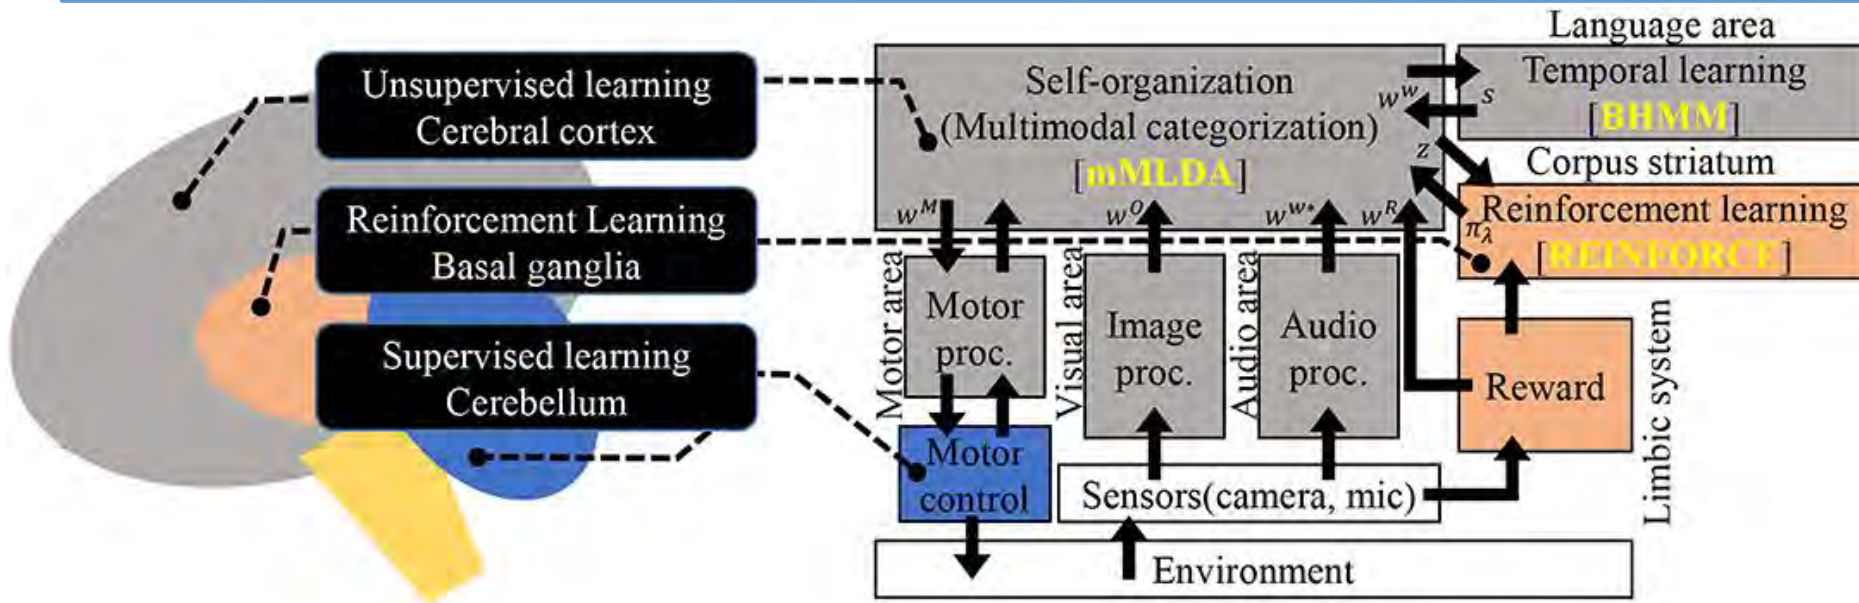 Unsupervised learning
Cerebral cortex
Reinforcement Learning
Basal ganglia
Supervised learning
Cerebellum
Self-organization
(Multimodal categorization)
[mMLDA]
Language area
Temporal learning
[BHMM]
Corpus striatum
Reinforcement learning
[REINFORCE]
w^w
s
z
π_λ
w^M
w^O
w^w*
w^R
Motor area
Motor
proc.
Visual area
Image
proc.
Audio area
Audio
proc.
Reward
Limbic system
Motor
control
Sensors(camera, mic)
Environment